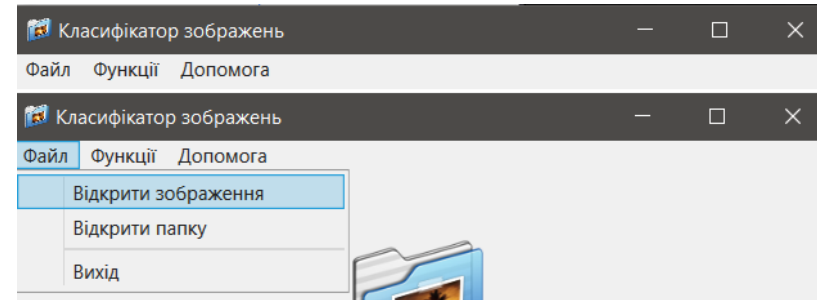 Класифікатор зображень
Файл Функції Допомога
Класифікатор зображень
Файл Функції Допомога
Відкрити зображення
Відкрити папку
Вихід